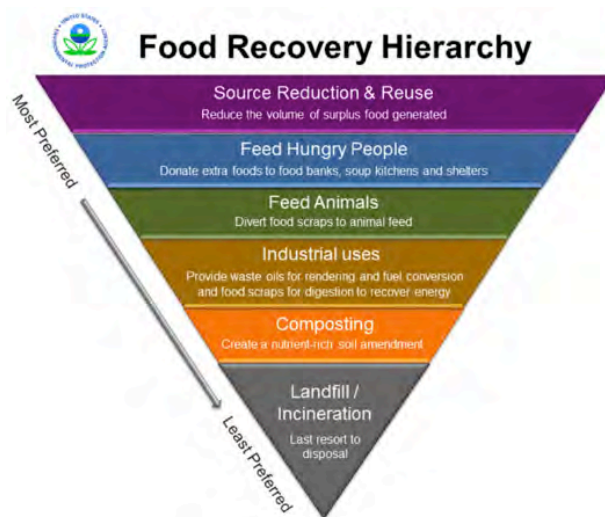 Food Recovery Hierarchy
Source Reduction & Reuse
Reduce the volume of surplus food generated
Feed Hungry People
Donate extra foods to food banks, soup kitchens and shelters
Feed Animals
Divert food scraps to animal feed
Industrial uses
Provide waste oils for rendering and fuel conversion
and food scraps for digestion to recover energy
Composting
Create a nutrient-rich soil amendment
Landfill /
Incineration
Last resort to
disposal
Most Preferred
Least Preferred